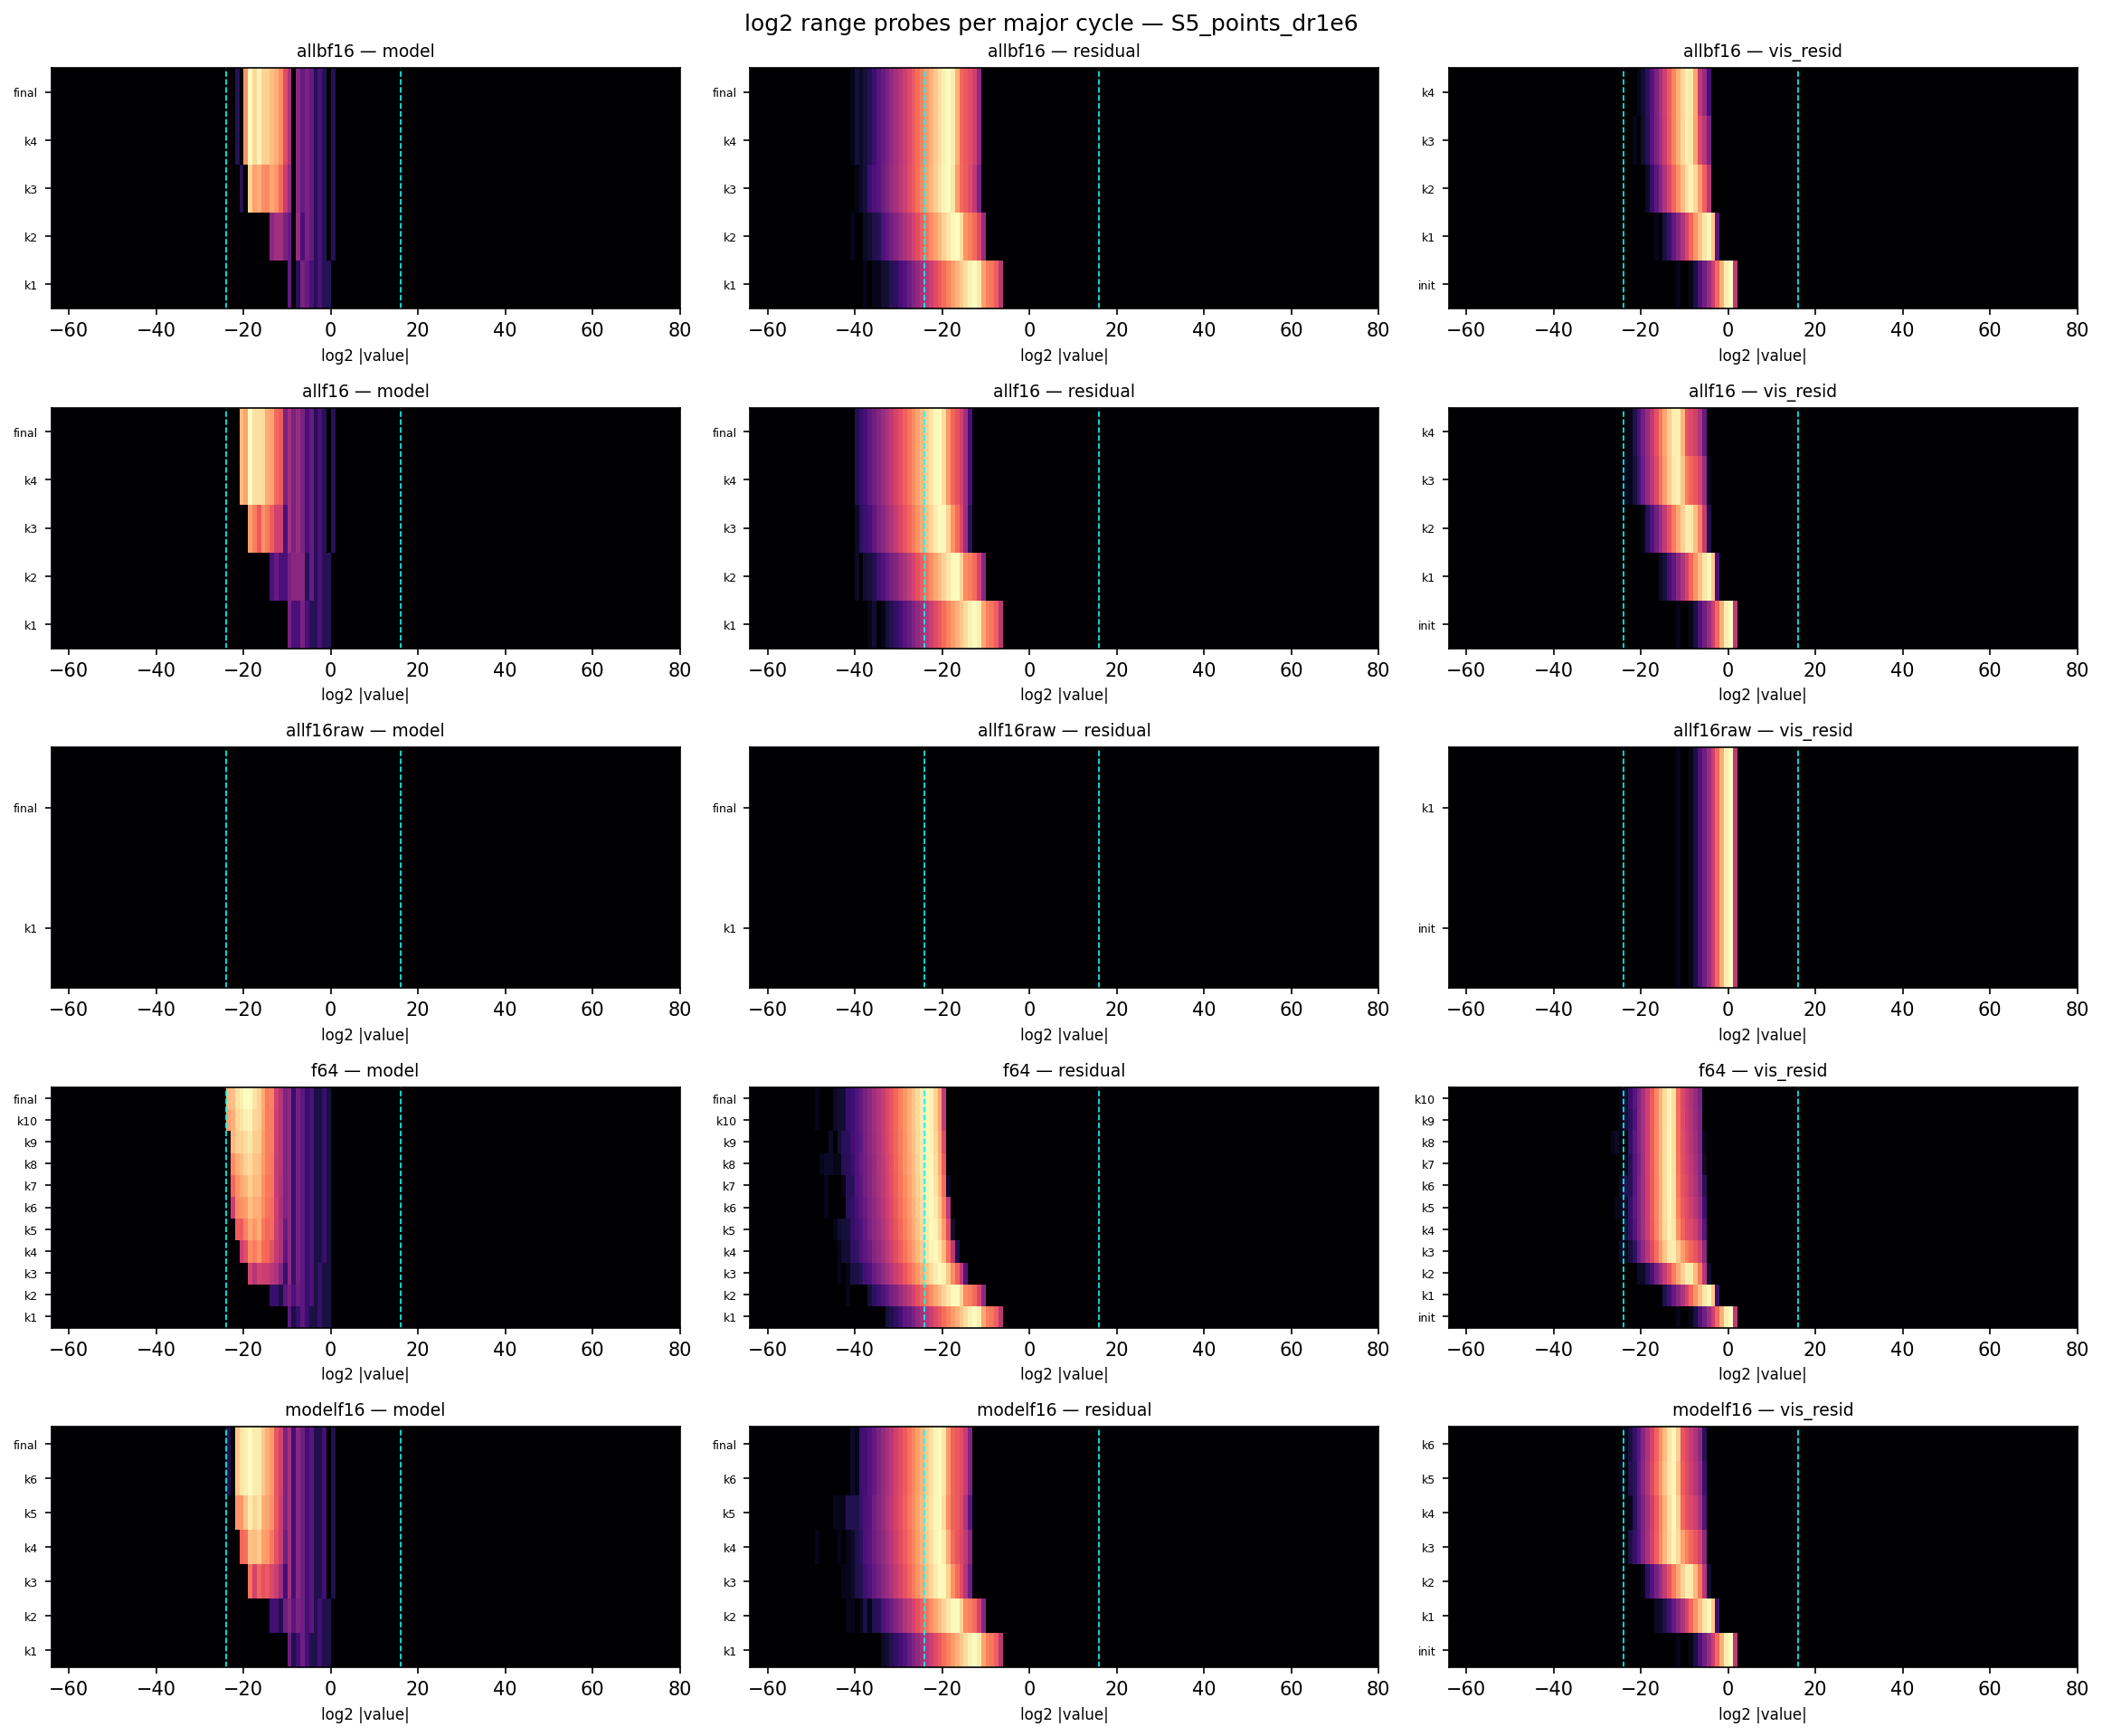 log2 range probes per major cycle — S5_points_dr1e6
allbf16 — model
final
k4
k3
k2
k1
−60 −40 −20 0 20 40 60 80
log2 |value|
allbf16 — residual
final
k4
k3
k2
k1
−60 −40 −20 0 20 40 60 80
log2 |value|
allbf16 — vis_resid
k4
k3
k2
k1
init
−60 −40 −20 0 20 40 60 80
log2 |value|
allf16 — model
final
k4
k3
k2
k1
−60 −40 −20 0 20 40 60 80
log2 |value|
allf16 — residual
final
k4
k3
k2
k1
−60 −40 −20 0 20 40 60 80
log2 |value|
allf16 — vis_resid
k4
k3
k2
k1
init
−60 −40 −20 0 20 40 60 80
log2 |value|
allf16raw — model
final
k1
−60 −40 −20 0 20 40 60 80
log2 |value|
allf16raw — residual
final
k1
−60 −40 −20 0 20 40 60 80
log2 |value|
allf16raw — vis_resid
k1
init
−60 −40 −20 0 20 40 60 80
log2 |value|
f64 — model
final
k10
k9
k8
k7
k6
k5
k4
k3
k2
k1
−60 −40 −20 0 20 40 60 80
log2 |value|
f64 — residual
final
k10
k9
k8
k7
k6
k5
k4
k3
k2
k1
−60 −40 −20 0 20 40 60 80
log2 |value|
f64 — vis_resid
k10
k9
k8
k7
k6
k5
k4
k3
k2
k1
init
−60 −40 −20 0 20 40 60 80
log2 |value|
modelf16 — model
final
k6
k5
k4
k3
k2
k1
−60 −40 −20 0 20 40 60 80
log2 |value|
modelf16 — residual
final
k6
k5
k4
k3
k2
k1
−60 −40 −20 0 20 40 60 80
log2 |value|
modelf16 — vis_resid
k6
k5
k4
k3
k2
k1
init
−60 −40 −20 0 20 40 60 80
log2 |value|